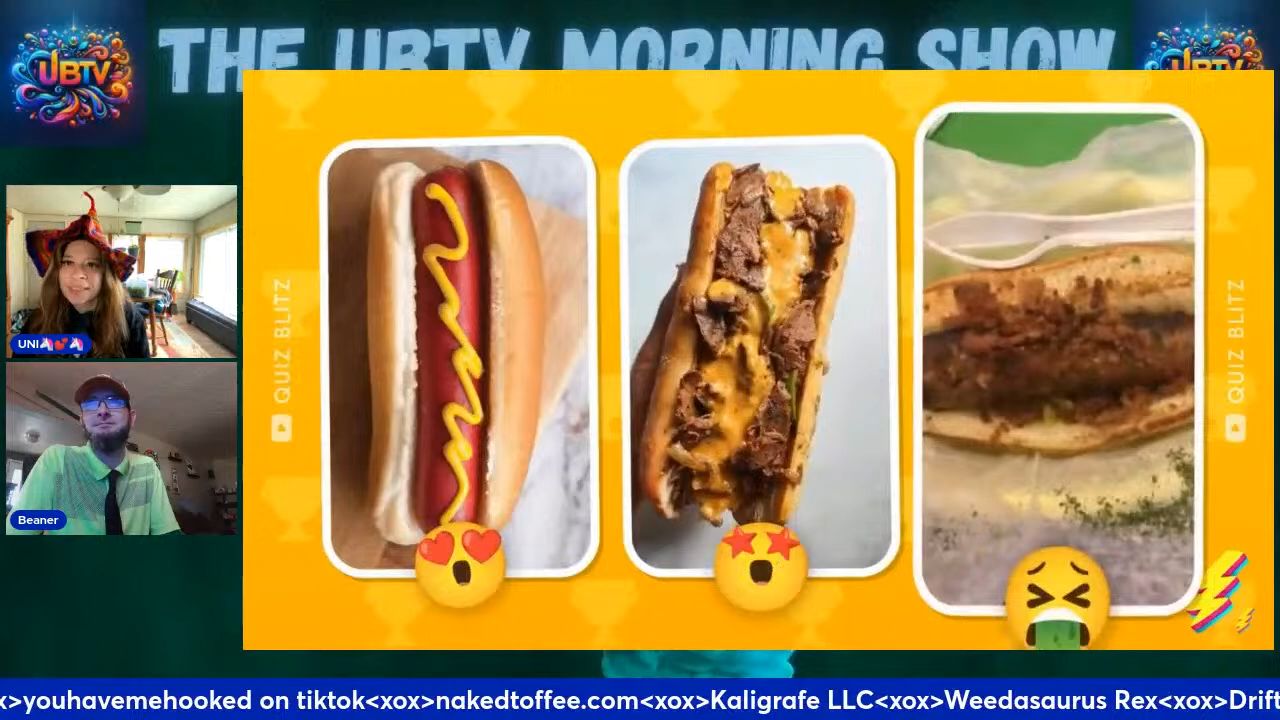 THE UBTV MORNING SHOW
UBTV
UBTV
QUIZ BLITZ
QUIZ BLITZ
UNI🦄💕🦄
Beaner
x>youhavemehooked on tiktok<xox>nakedtoffee.com<xox>Kaligrafe LLC<xox>Weedasaurus Rex<xox>Drift